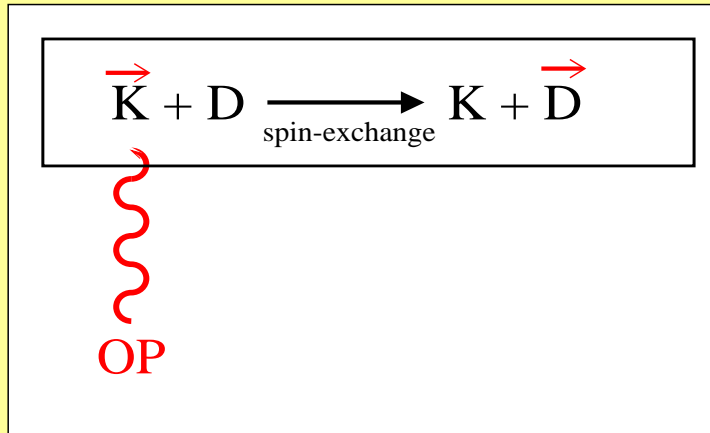 K + D ⟶ K + D
spin-exchange
OP